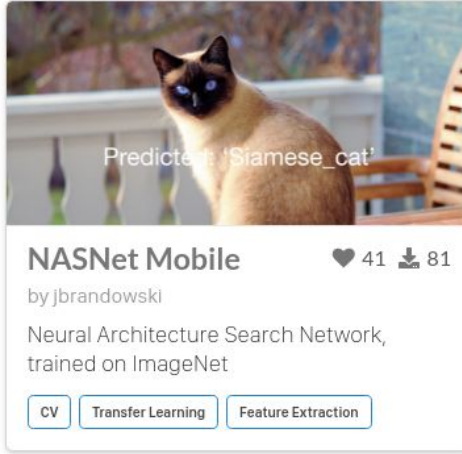 Predicted: 'Siamese_cat'
NASNet Mobile 41 81
by jbrandowski
Neural Architecture Search Network,
trained on ImageNet
CV Transfer Learning Feature Extraction